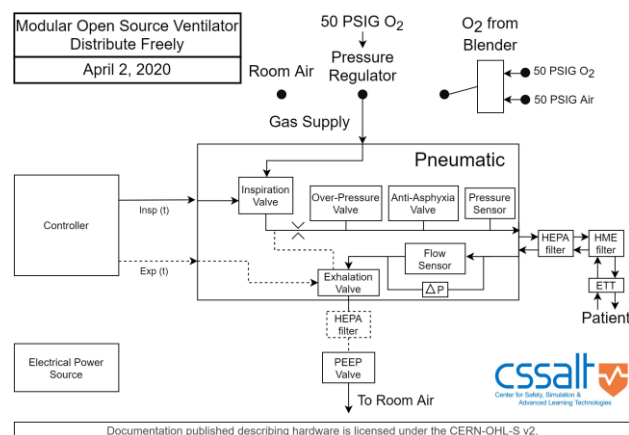 Modular Open Source Ventilator
Distribute Freely
April 2, 2020
50 PSIG O2
Pressure
Regulator
Room Air
O2 from
Blender
50 PSIG O2
50 PSIG Air
Gas Supply
Pneumatic
Controller
Insp (t)
Exp (t)
Inspiration
Valve
Over-Pressure
Valve
Anti-Asphyxia
Valve
Pressure
Sensor
Flow
Sensor
ΔP
Exhalation
Valve
HEPA
filter
HME
filter
ETT
Patient
HEPA
filter
PEEP
Valve
To Room Air
Electrical Power
Source
cssalt
Center for Safety, Simulation &
Advanced Learning Technologies
Documentation published describing hardware is licensed under the CERN-OHL-S v2.